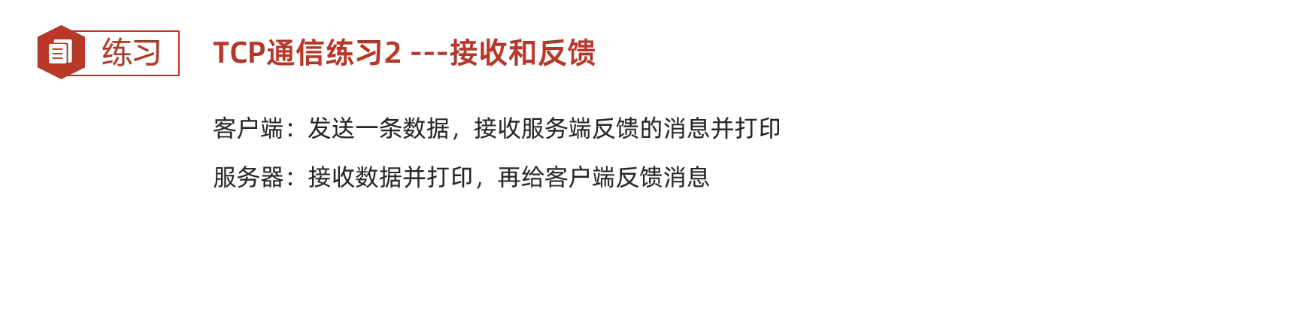 练习
TCP通信练习2 ---接收和反馈
客户端：发送一条数据，接收服务端反馈的消息并打印
服务器：接收数据并打印，再给客户端反馈消息